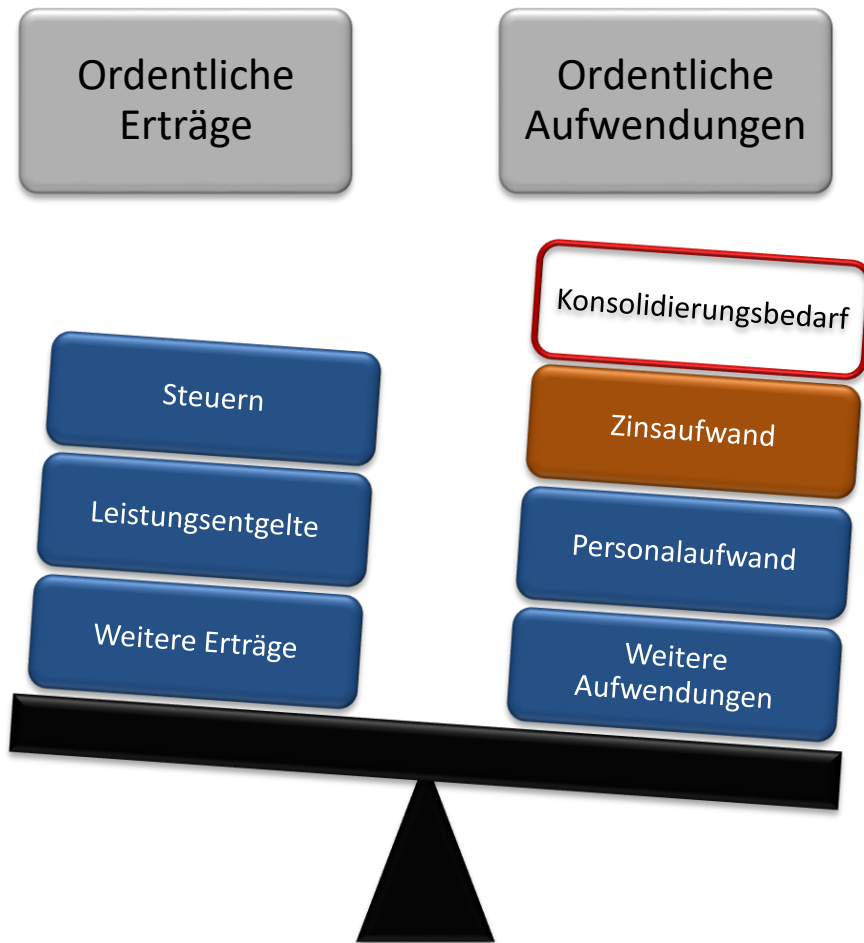 Ordentliche
Erträge
Ordentliche
Aufwendungen
Steuern
Leistungsentgelte
Weitere Erträge
Konsolidierungsbedarf
Zinsaufwand
Personalaufwand
Weitere
Aufwendungen